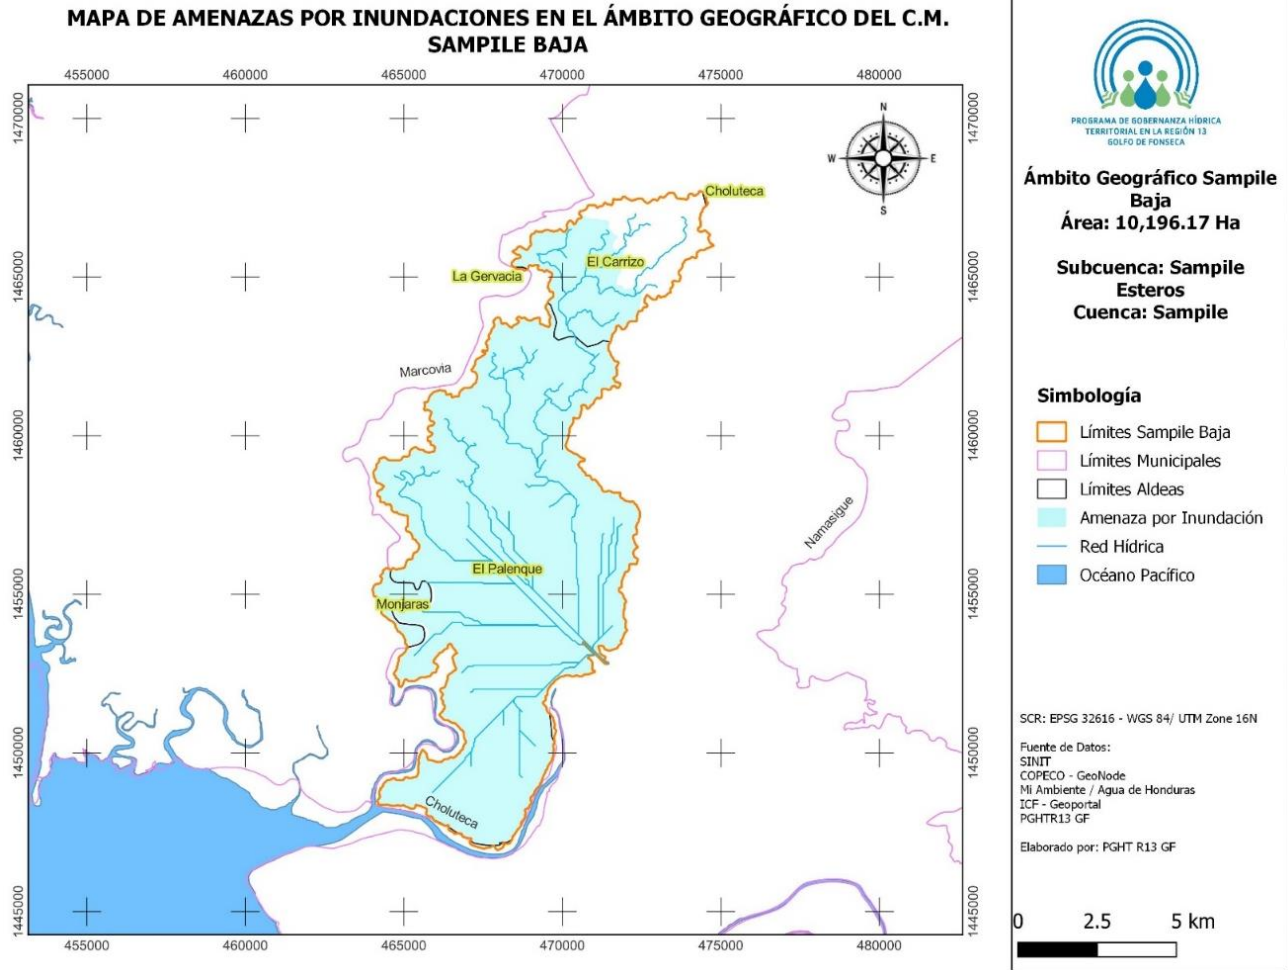 MAPA DE AMENAZAS POR INUNDACIONES EN EL ÁMBITO GEOGRÁFICO DEL C.M.
SAMPILE BAJA
455000 460000 465000 470000 475000 480000
1470000 1470000
N
W E
S
Choluteca
El Carrizo
La Gervacia
1465000 1465000
Marcovia
1460000 1460000
Namasigue
El Palenque
1455000 1455000
Monjaras
1450000 1450000
Choluteca
1445000 1445000
455000 460000 465000 470000 475000 480000
PROGRAMA DE GOBERNANZA HÍDRICA
TERRITORIAL EN LA REGIÓN 13
GOLFO DE FONSECA
Ámbito Geográfico Sampile
Baja
Área: 10,196.17 Ha
Subcuenca: Sampile
Esteros
Cuenca: Sampile
Simbología
Límites Sampile Baja
Límites Municipales
Límites Aldeas
Amenaza por Inundación
Red Hídrica
Océano Pacífico
SCR: EPSG 32616 - WGS 84/ UTM Zone 16N
Fuente de Datos:
SINIT
COPECO - GeoNode
Mi Ambiente / Agua de Honduras
ICF - Geoportal
PGHTR13 GF
Elaborado por: PGHT R13 GF
0 2.5 5 km